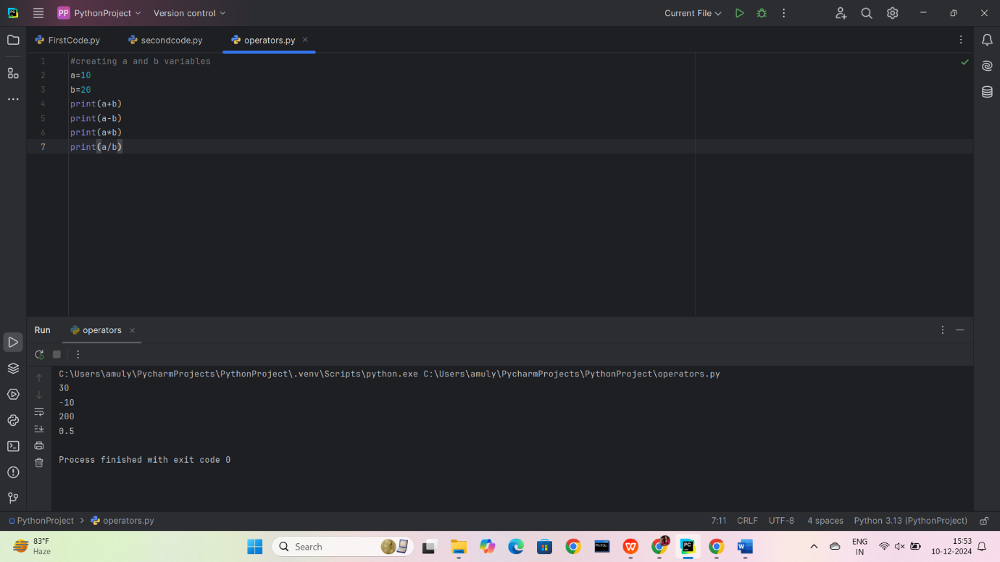 PP PythonProject Version control Current File
FirstCode.py secondcode.py operators.py
1 #creating a and b variables
2 a=10
3 b=20
4 print(a+b)
5 print(a-b)
6 print(a*b)
7 print(a/b)
Run operators
C:\Users\amuly\PycharmProjects\PythonProject\.venv\Scripts\python.exe C:\Users\amuly\PycharmProjects\PythonProject\operators.py
30
-10
200
0.5
Process finished with exit code 0
PythonProject > operators.py 7:11 CRLF UTF-8 4 spaces Python 3.13 (PythonProject)
83°F
Haze
Search
ENG
IN
15:53
10-12-2024